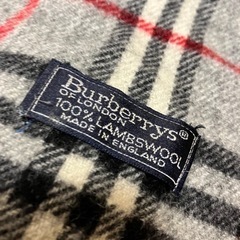 Burberrys
OF LONDON
100% LAMBSWOOL
MADE IN ENGLAND